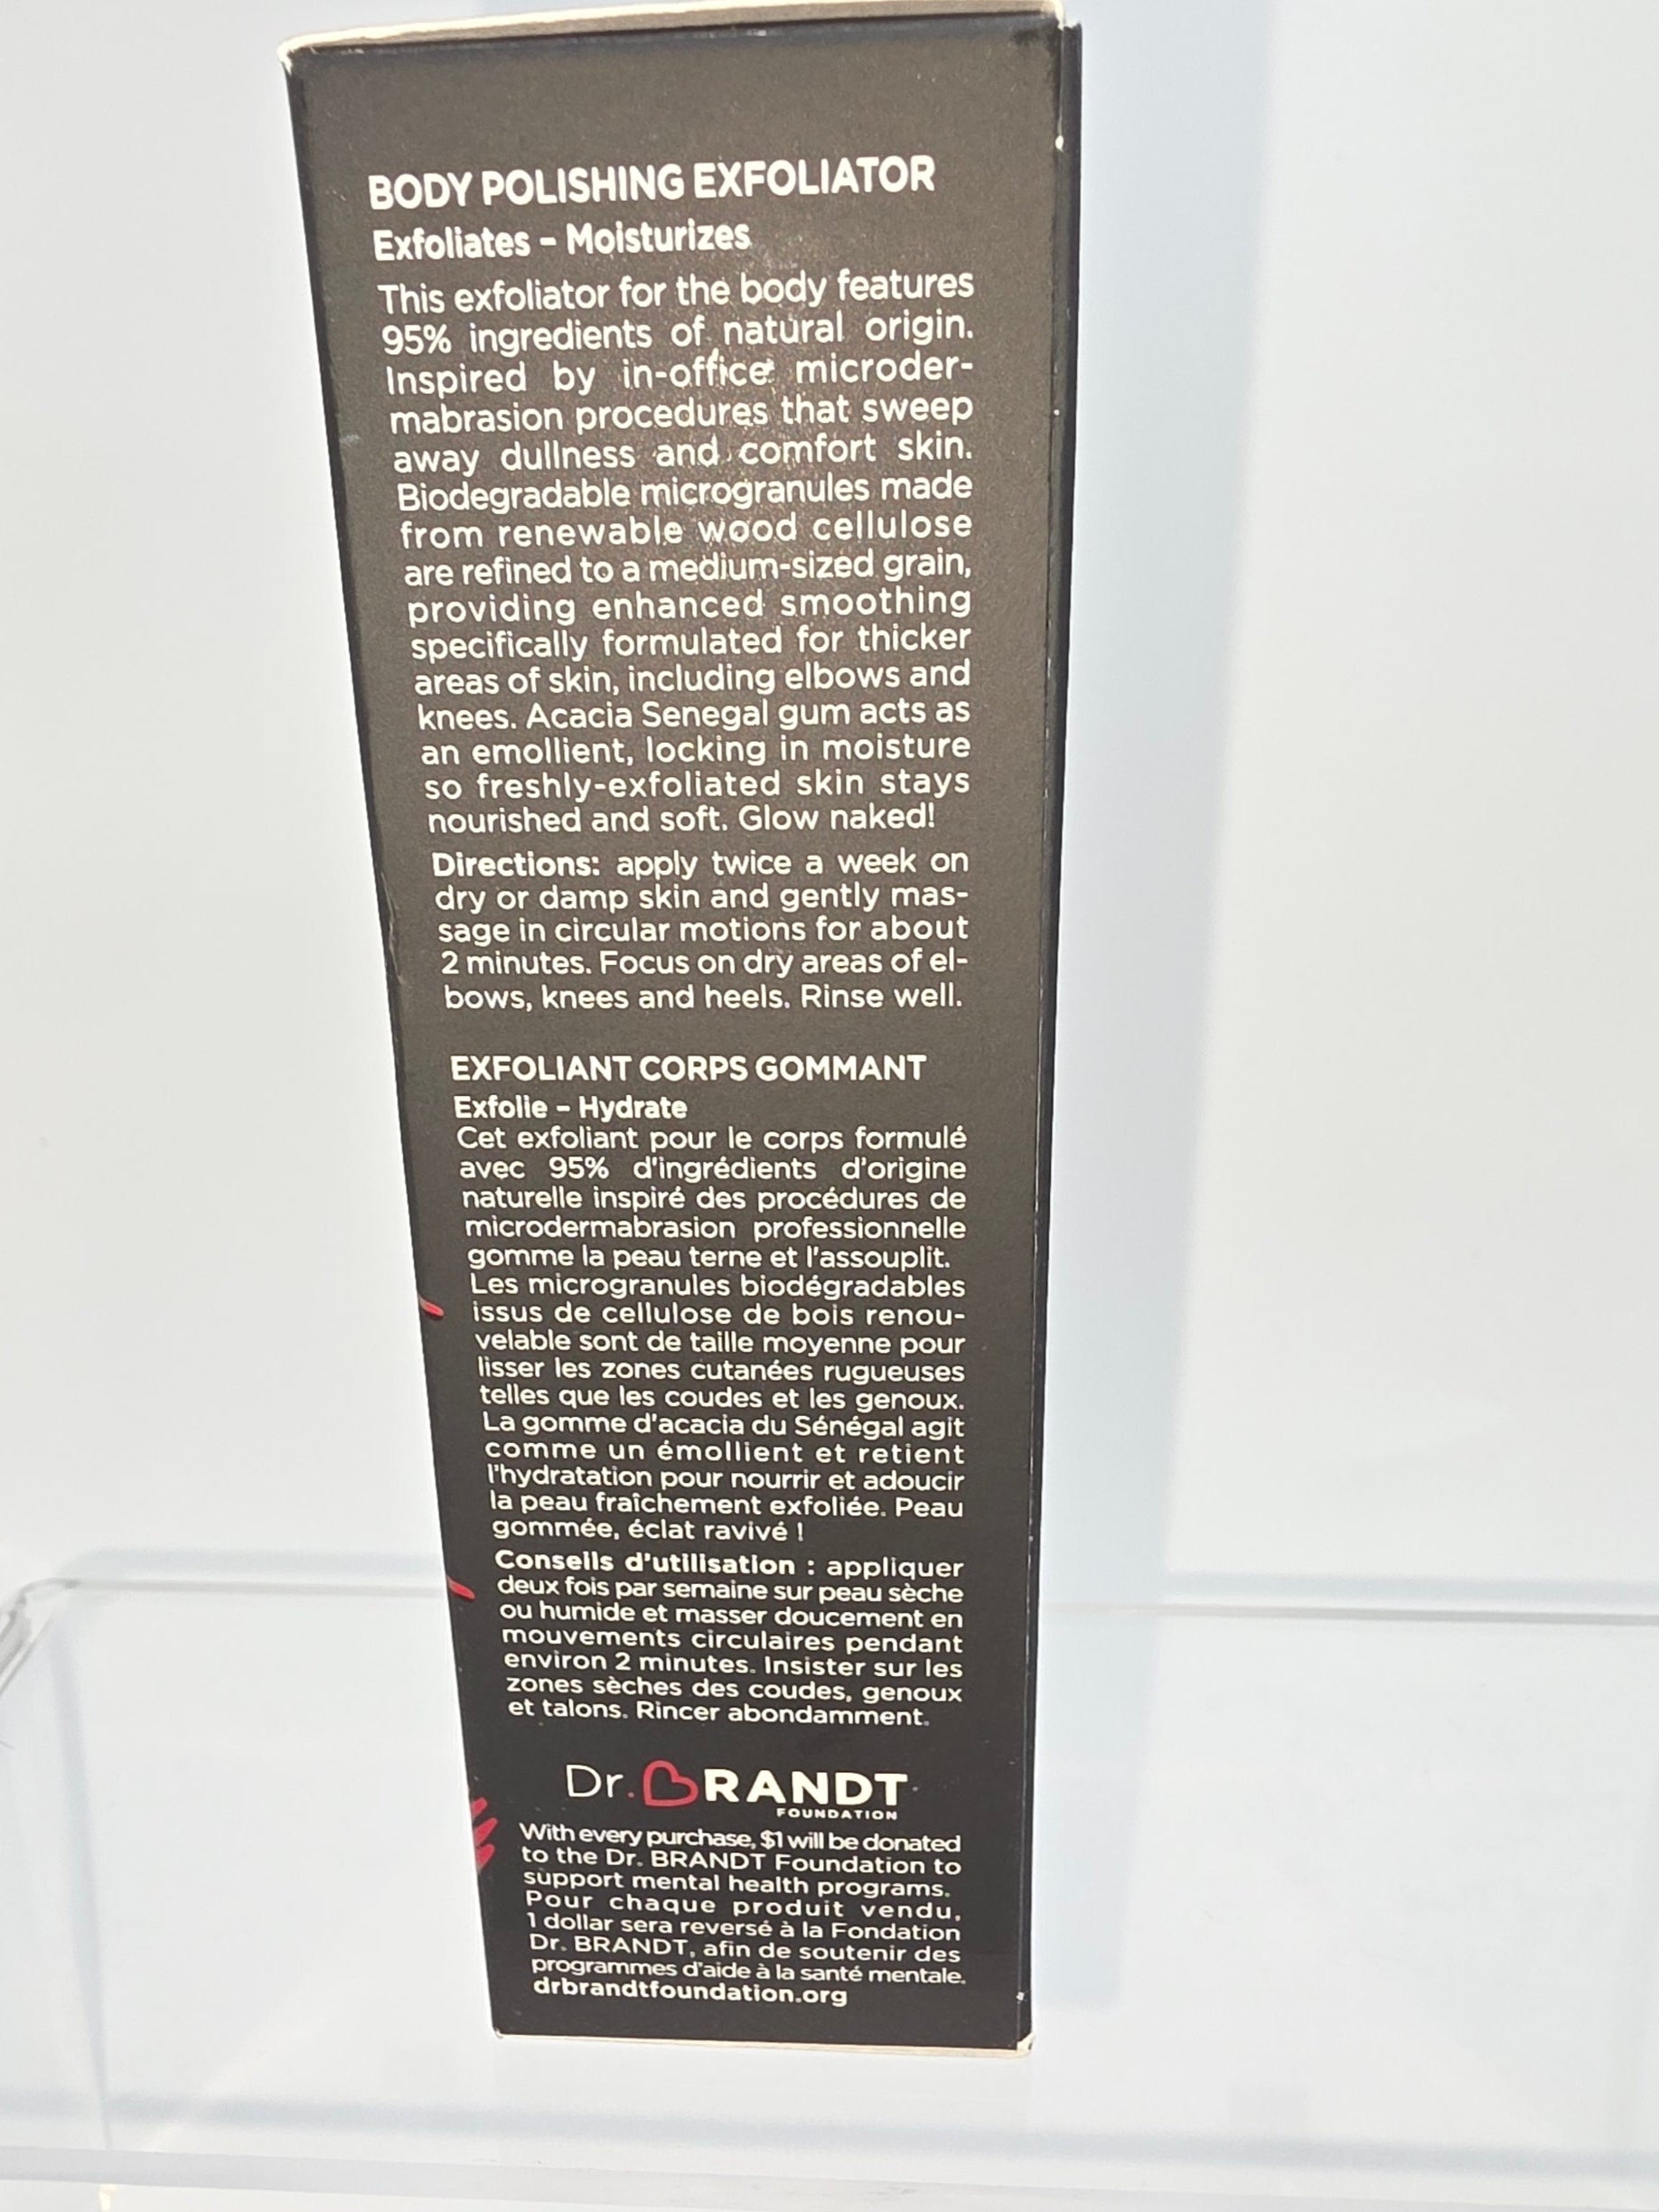 BODY POLISHING EXFOLIATOR
Exfoliates - Moisturizes
This exfoliator for the body features
95% ingredients of natural origin.
Inspired by in-office microder-
mabrasion procedures that sweep
away dullness and comfort skin.
Biodegradable microgranules made
from renewable wood cellulose
are refined to a medium-sized grain,
providing enhanced smoothing
specifically formulated for thicker
areas of skin, including elbows and
knees. Acacia Senegal gum acts as
an emollient, locking in moisture
so freshly-exfoliated skin stays
nourished and soft. Glow naked!
Directions: apply twice a week on
dry or damp skin and gently mas-
sage in circular motions for about
2 minutes. Focus on dry areas of el-
bows, knees and heels. Rinse well.
EXFOLIANT CORPS GOMMANT
Exfolie - Hydrate
Cet exfoliant pour le corps formulé
avec 95% d'ingrédients d'origine
naturelle inspiré des procédures de
microdermabrasion professionnelle
gomme la peau terne et l'assouplit.
Les microgranules biodégradables
issus de cellulose de bois renou-
velable sont de taille moyenne pour
lisser les zones cutanées rugueuses
telles que les coudes et les genoux.
La gomme d'acacia du Sénégal agit
comme un émollient et retient
l'hydratation pour nourrir et adoucir
la peau fraîchement exfoliée. Peau
gommée, éclat ravivé !
Conseils d'utilisation : appliquer
deux fois par semaine sur peau sèche
ou humide et masser doucement en
mouvements circulaires pendant
environ 2 minutes. Insister sur les
zones sèches des coudes, genoux
et talons. Rincer abondamment.
Dr. BRANDT
FOUNDATION
With every purchase, $1 will be donated
to the Dr. BRANDT Foundation to
support mental health programs.
Pour chaque produit vendu,
1 dollar sera reversé à la Fondation
Dr. BRANDT, afin de soutenir des
programmes d'aide à la santé mentale.
drbrandtfoundation.org